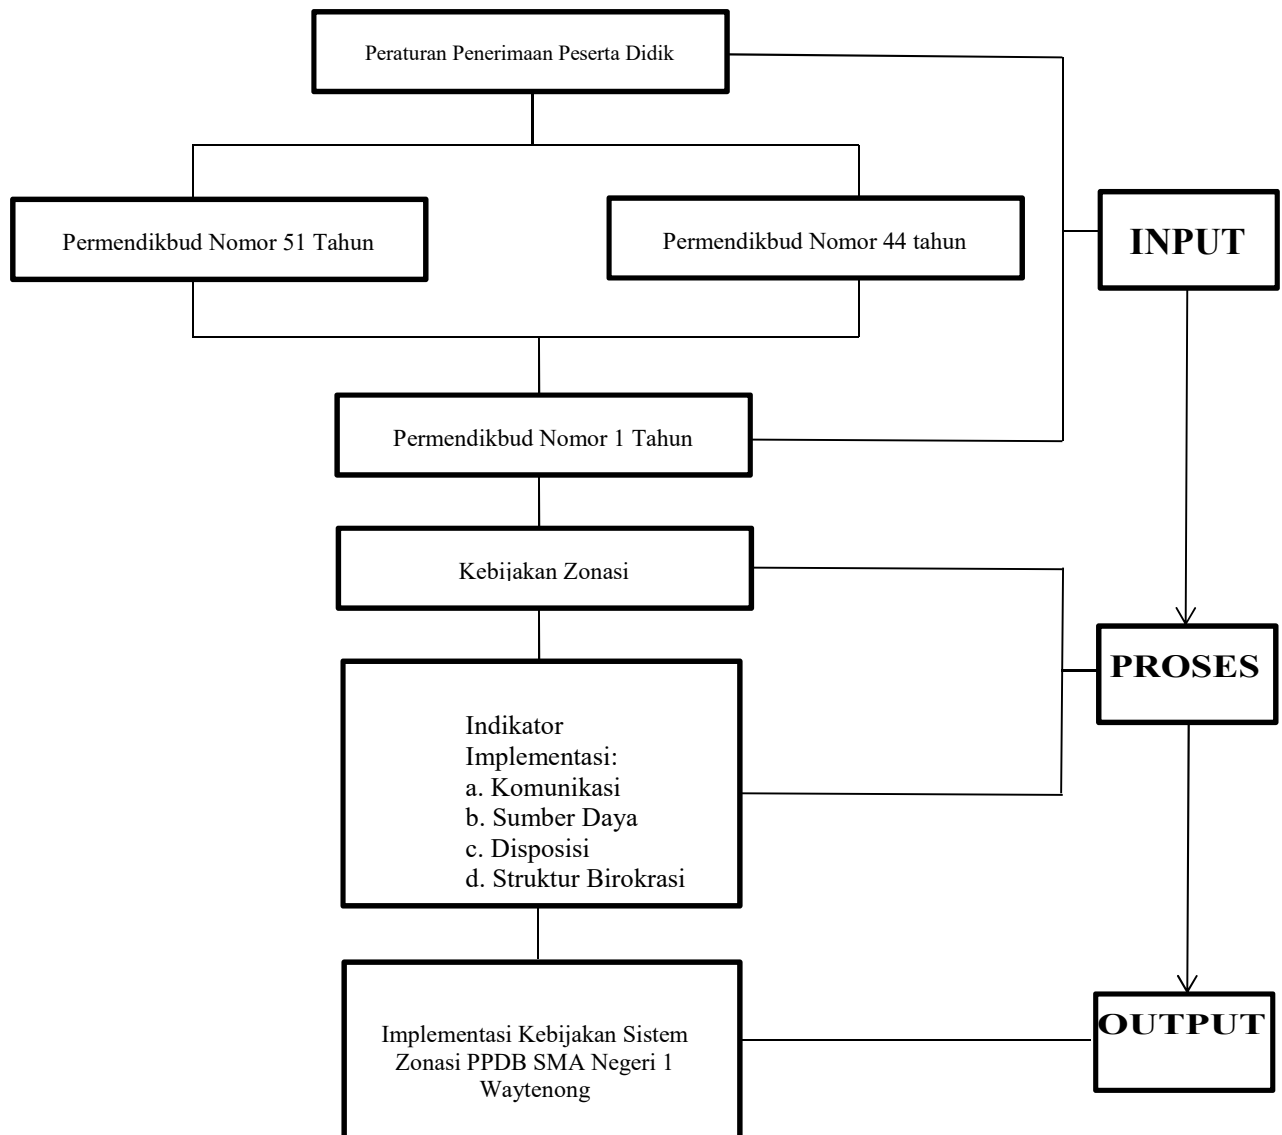 Peraturan Penerimaan Peserta Didik
Permendikbud Nomor 51 Tahun
Permendikbud Nomor 44 tahun
INPUT
Permendikbud Nomor 1 Tahun
Kebijakan Zonasi
PROSES
Indikator
Implementasi:
a. Komunikasi
b. Sumber Daya
c. Disposisi
d. Struktur Birokrasi
OUTPUT
Implementasi Kebijakan Sistem
Zonasi PPDB SMA Negeri 1
Waytenong